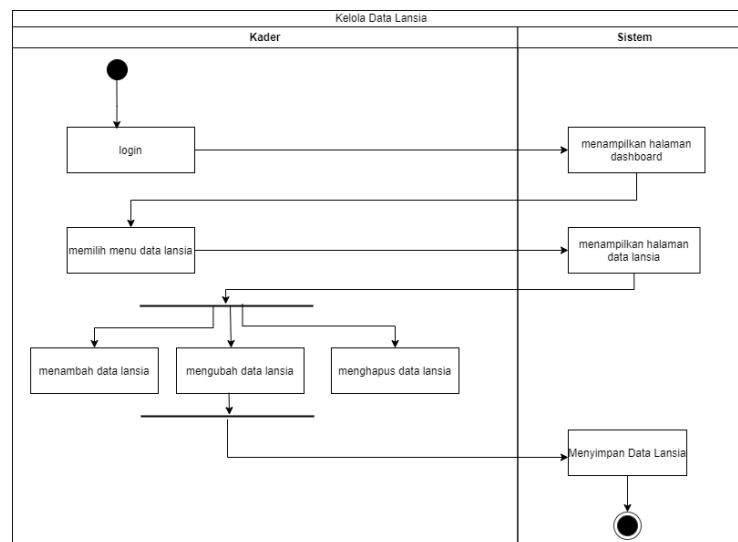 Kelola Data Lansia
Kader
Sistem
login
menampilkan halaman
dashboard
memilih menu data lansia
menampilkan halaman
data lansia
menambah data lansia
mengubah data lansia
menghapus data lansia
Menyimpan Data Lansia